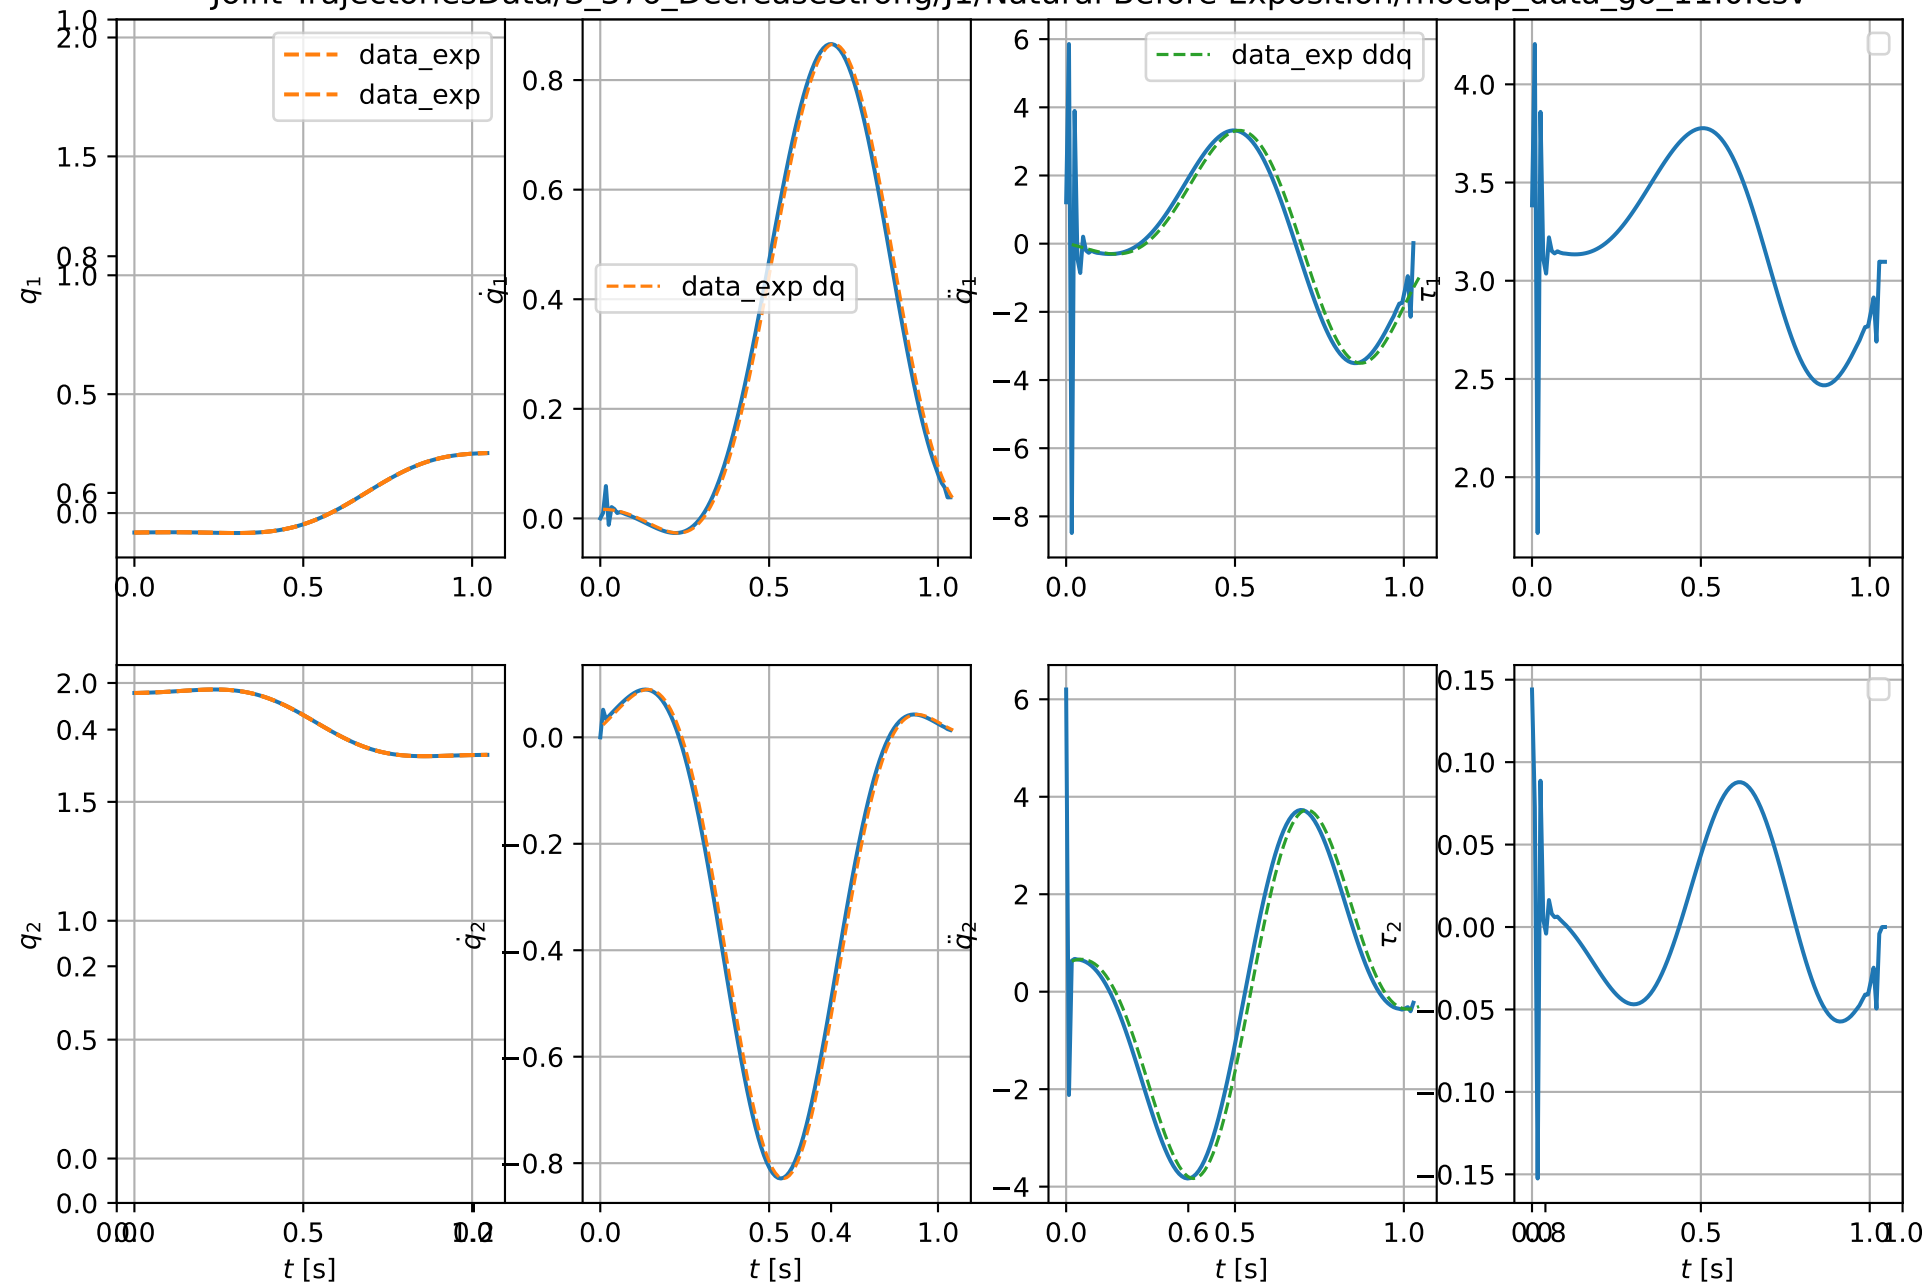 Joint TrajectoriesData/S_370_DecreaseStrong/J1/Natural Before Exposition/mocap_data_go_11.0.csv
1.0
2.0
1.5
0.8
1.0
0.5
0.6
0.0
q1
data_exp
data_exp
0.0 0.5 1.0
0.8
0.6
0.4
0.2
0.0
q̇1
data_exp dq
0.0 0.5 1.0
6
4
2
0
−2
−4
−6
−8
q̈1
data_exp ddq
0.0 0.5 1.0
4.0
3.5
3.0
2.5
2.0
τ1
0.0 0.5 1.0
2.0
0.4
1.5
1.0
0.2
0.5
0.0
0.0
q2
0.0 0.0 0.5 1.0 0.2
t [s]
0.0
−0.2
−0.4
−0.6
−0.8
q̇2
0.0 0.5 0.4 1.0
t [s]
6
4
2
0
−2
−4
q̈2
0.0 0.6 0.5 1.0
t [s]
0.15
0.10
0.05
0.00
−0.05
−0.10
−0.15
τ2
0.0 0.8 0.5 1.0 1.0
t [s]